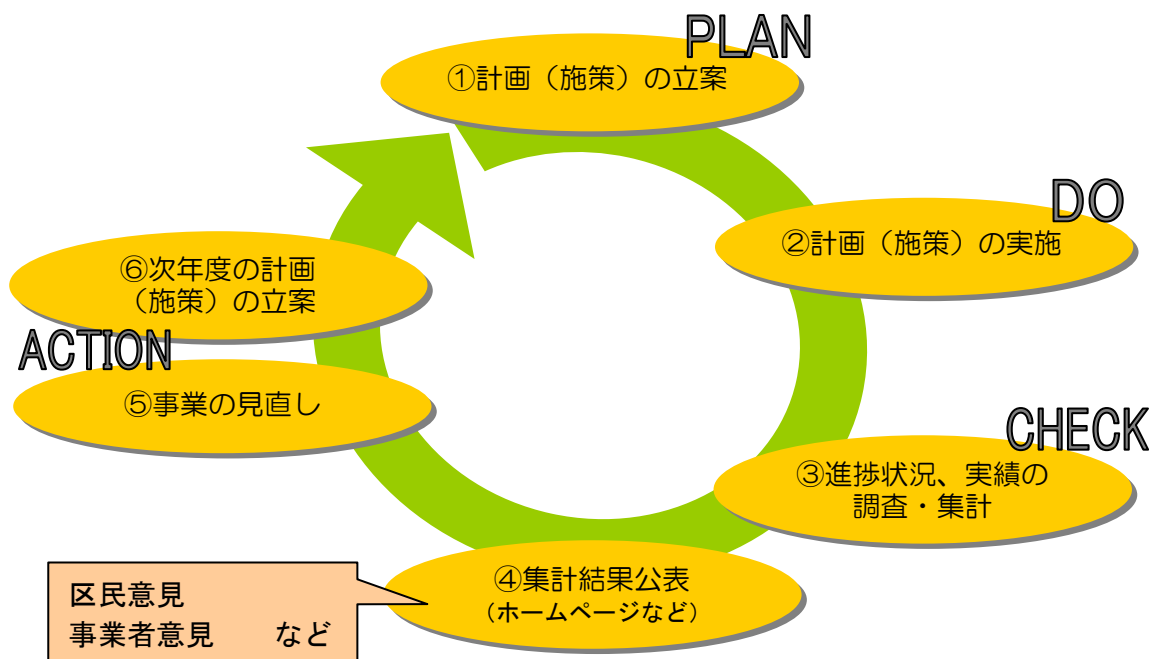 PLAN
①計画（施策）の立案
DO
②計画（施策）の実施
CHECK
③進捗状況、実績の
調査・集計
④集計結果公表
（ホームページなど）
区民意見
事業者意見　　など
ACTION
⑤事業の見直し
⑥次年度の計画
（施策）の立案